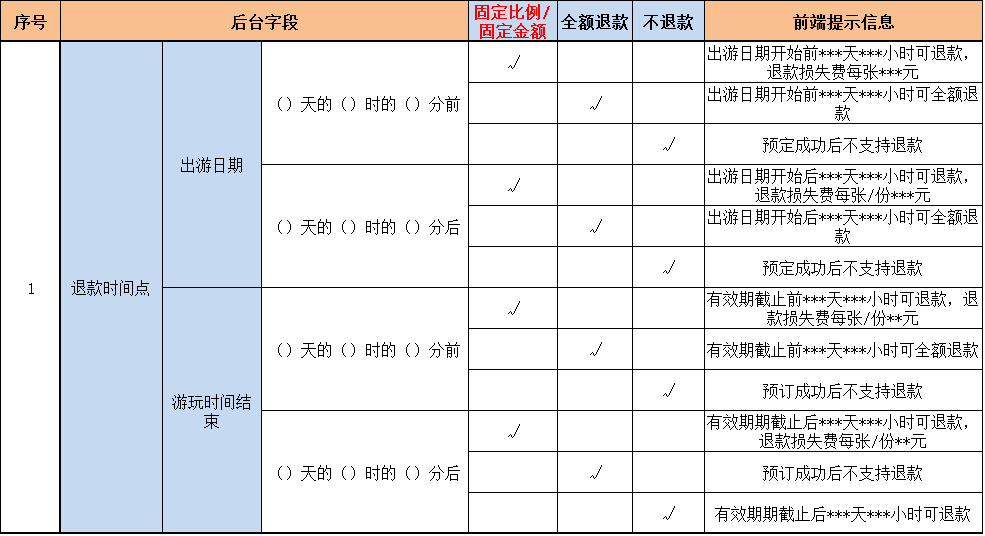 序号
后台字段
固定比例/
固定金额
全额退款
不退款
前端提示信息
1
退款时间点
出游日期
()天的()时的()分前
√
出游日期开始前***天***小时可退款，
退款损失费每张***元
√
出游日期开始前***天***小时可全额退
款
√
预定成功后不支持退款
()天的()时的()分后
√
出游日期开始后***天***小时可退款，
退款损失费每张/份***元
√
出游日期开始后***天***小时可全额退
款
√
预定成功后不支持退款
游玩时间结
束
()天的()时的()分前
√
有效期截止前***天***小时可退款，退
款损失费每张/份**元
√
有效期截止前***天***小时可全额退款
√
预订成功后不支持退款
()天的()时的()分后
√
有效期期截止后***天***小时可退款，
退款损失费每张/份**元
√
预订成功后不支持退款
√
有效期期截止后***天***小时可退款